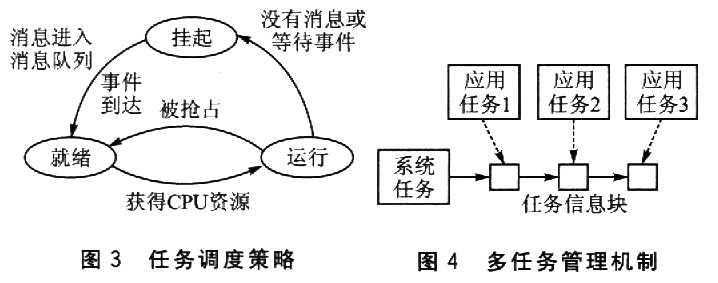 消息进入
消息队列
挂起
没有消息或
等待事件
事件
到达
被抢占
就绪
运行
获得CPU资源
图3 任务调度策略
应用
任务1
应用
任务2
应用
任务3
系统
任务
任务信息块
图4 多任务管理机制